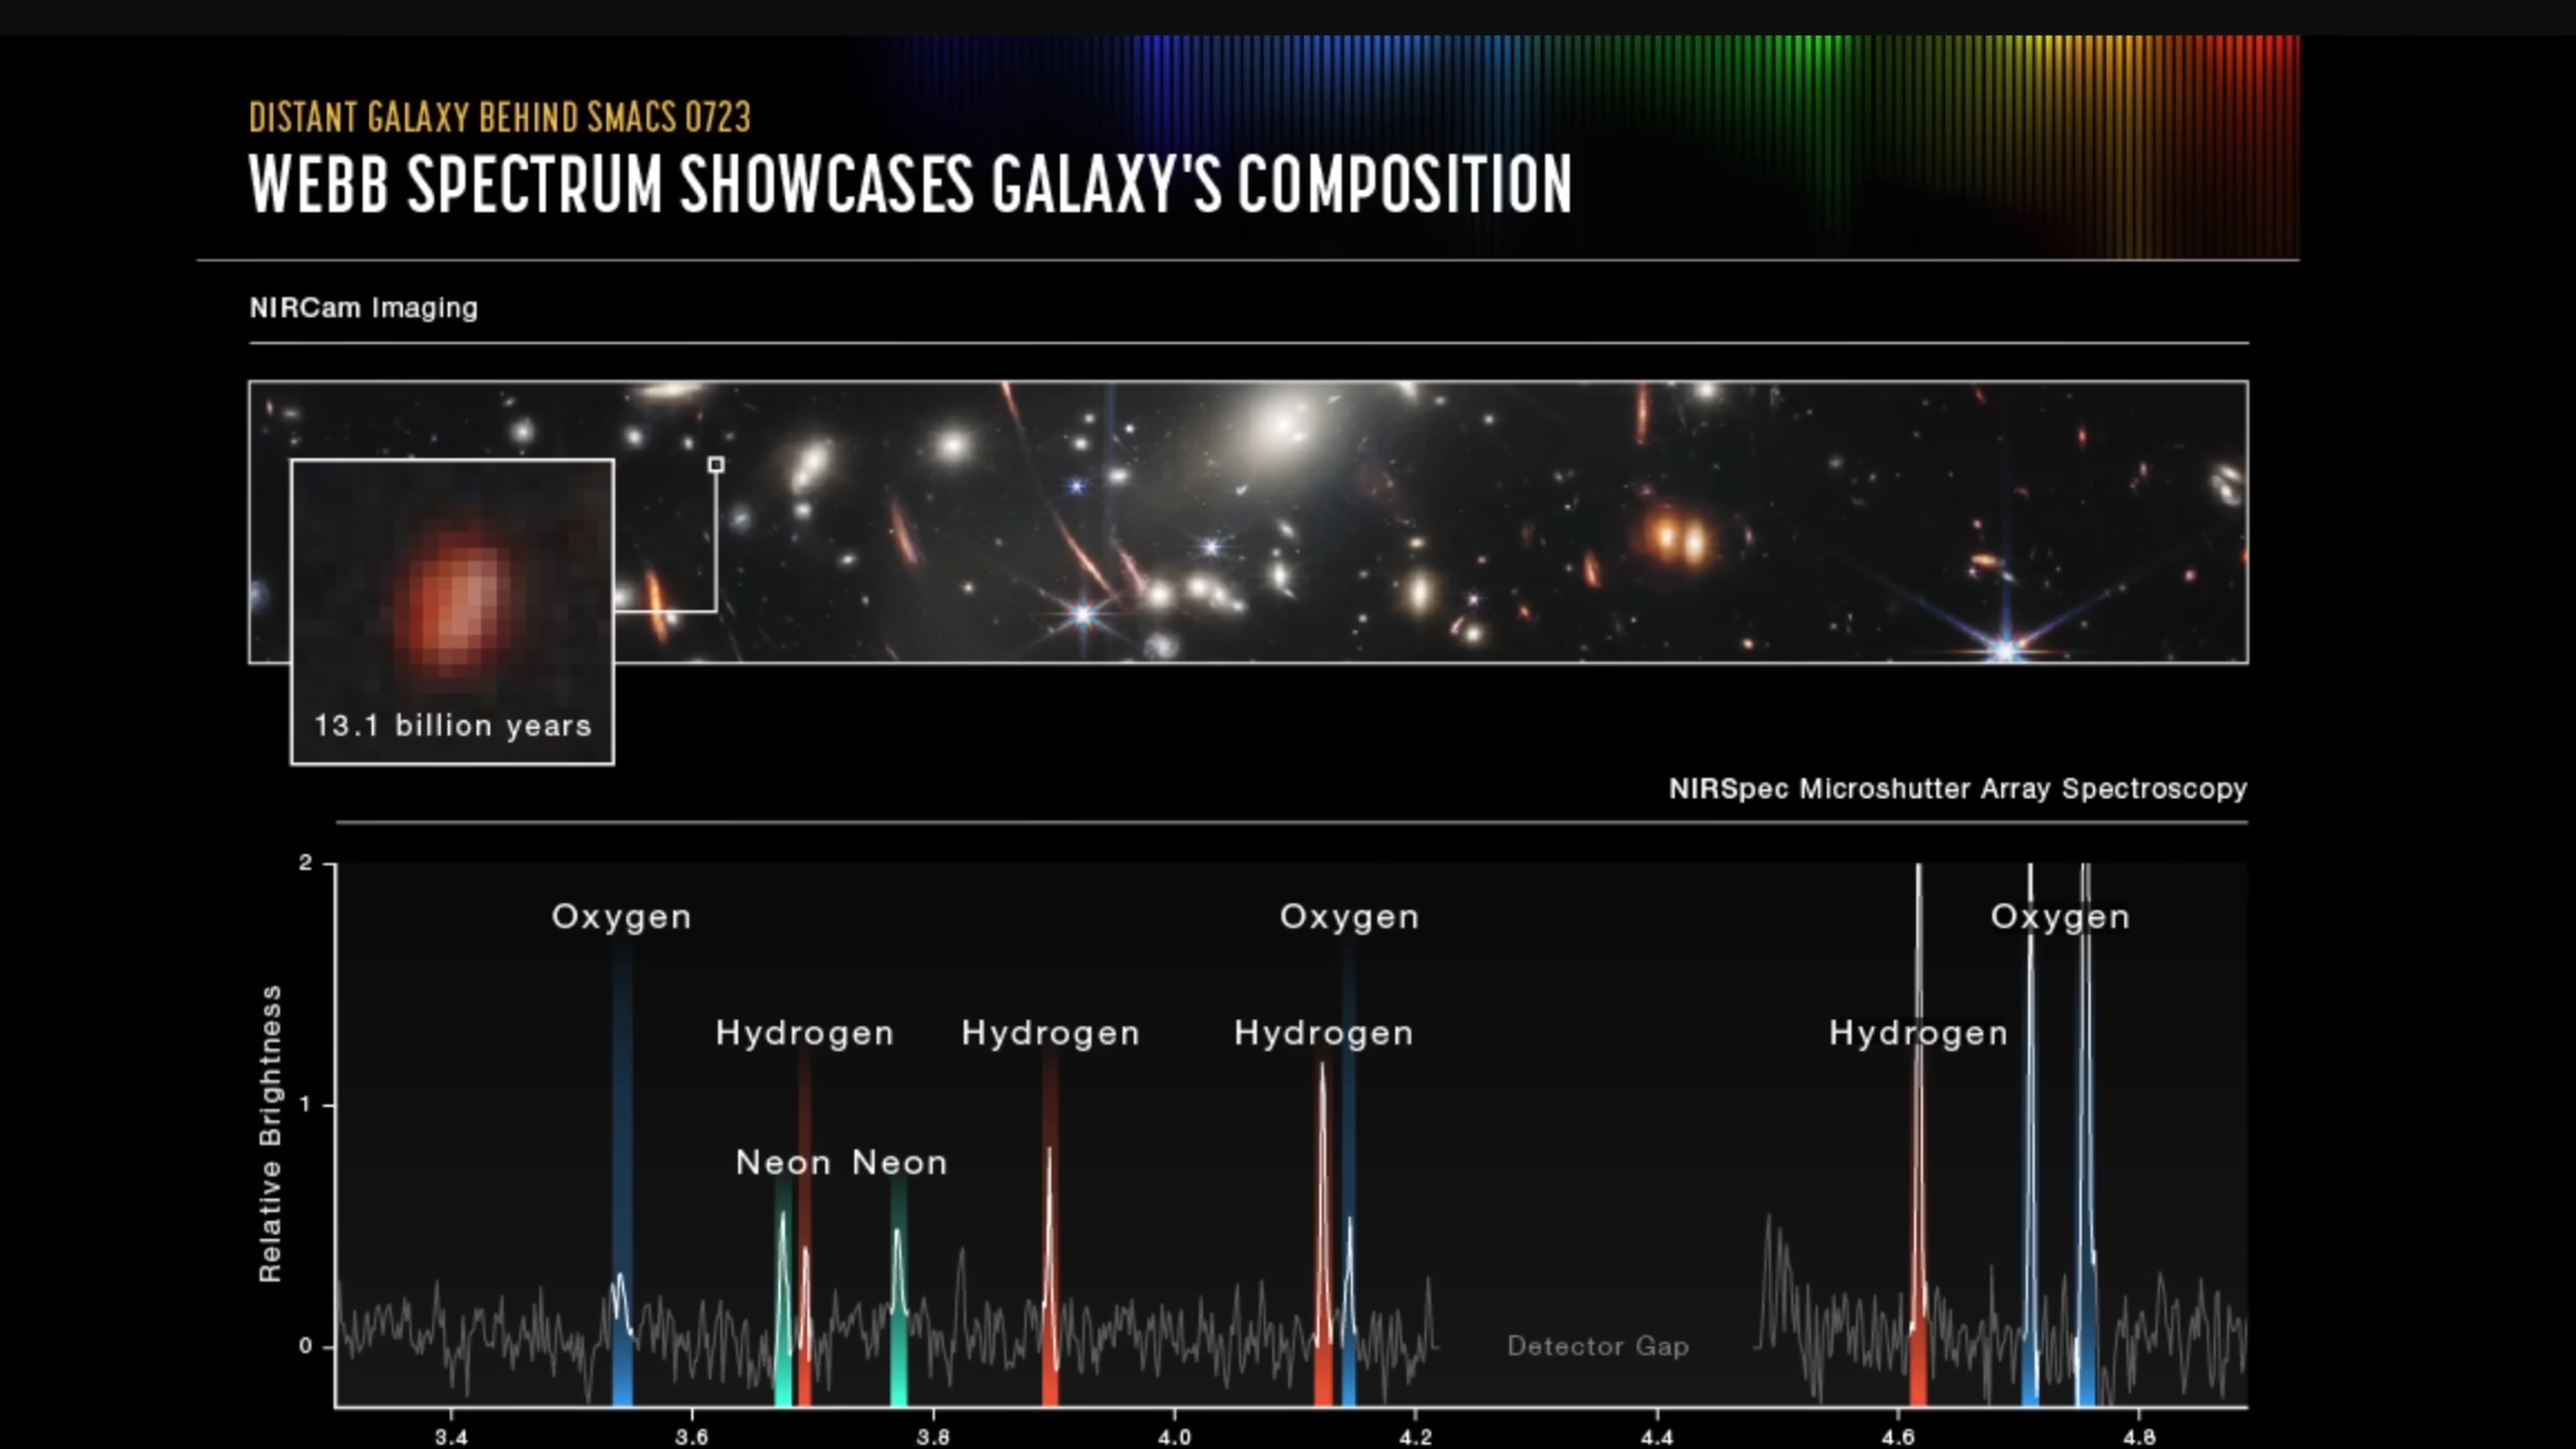 DISTANT GALAXY BEHIND SMACS 0723
WEBB SPECTRUM SHOWCASES GALAXY'S COMPOSITION
NIRCam Imaging
13.1 billion years
NIRSpec Microshutter Array Spectroscopy
2
Oxygen Oxygen Oxygen
Hydrogen Hydrogen Hydrogen Hydrogen
1
Neon Neon
Relative Brightness
0
Detector Gap
3.4 3.6 3.8 4.0 4.2 4.4 4.6 4.8